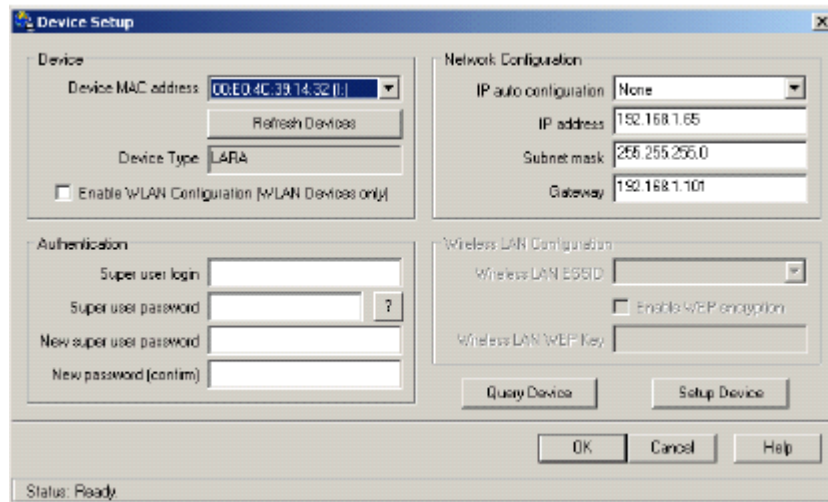 Device Setup
Device
Device MAC address 00:E0:4C:39:14:32 (I:)
Refresh Devices
Device Type LARA
Enable WLAN Configuration (WLAN Devices only)
Authentication
Super user login
Super user password ?
New super user password
New password (confirm)
Network Configuration
IP auto configuration None
IP address 192.168.1.65
Subnet mask 255.255.255.0
Gateway 192.168.1.101
Wireless LAN Configuration
Wireless LAN ESSID
Enable WEP encryption
Wireless LAN WEP Key
Query Device Setup Device
OK Cancel Help
Status: Ready.